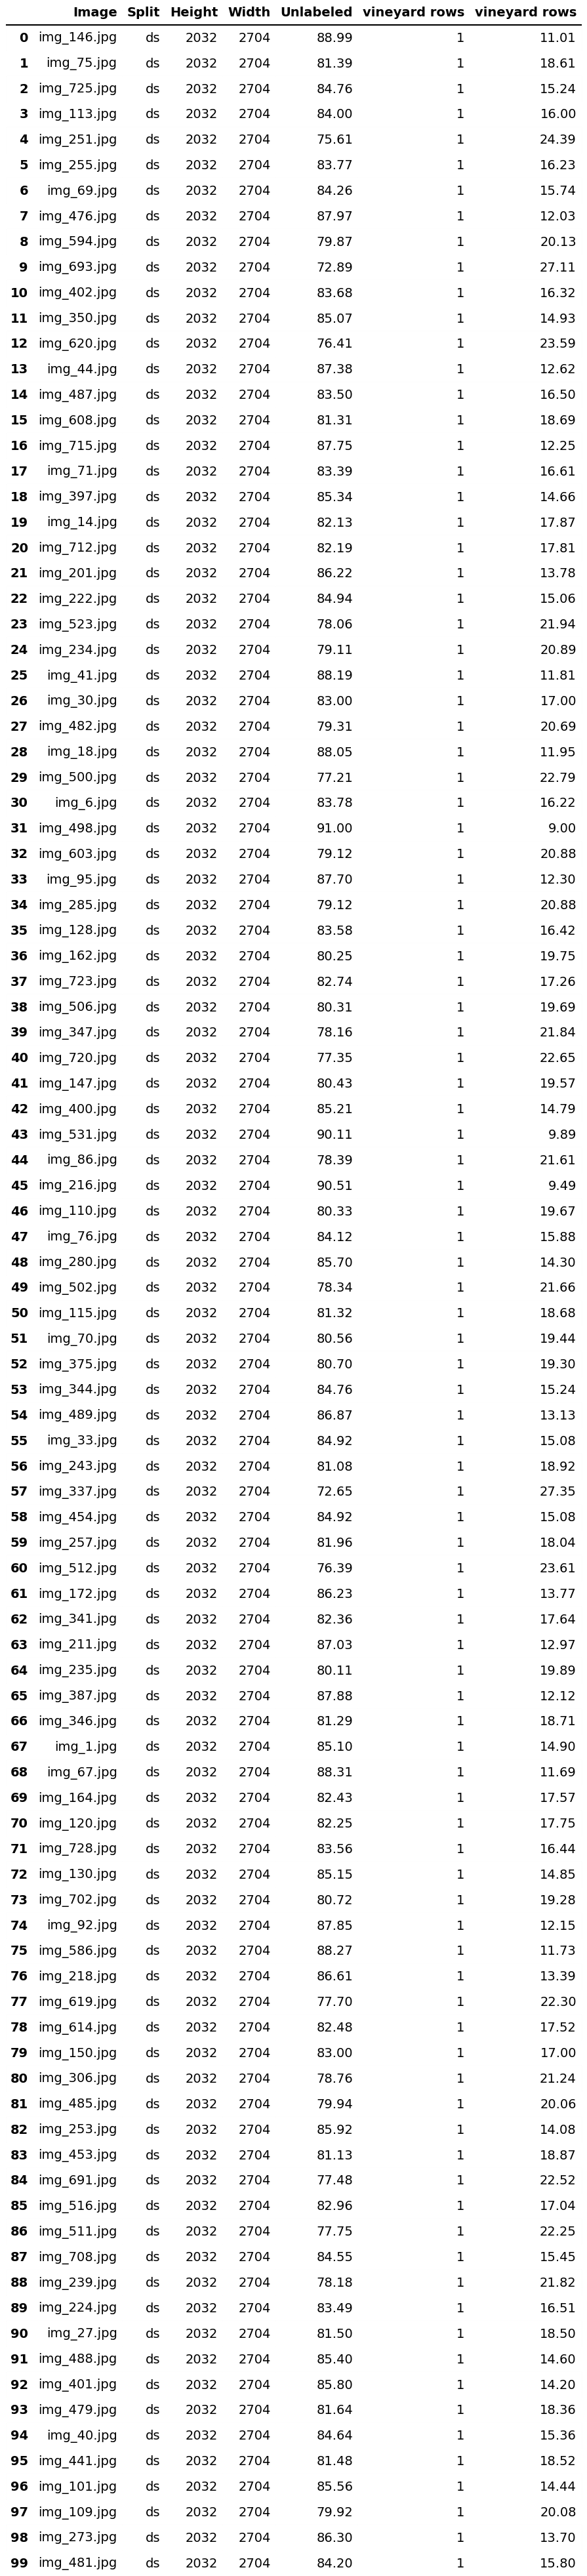 Image Split Height Width Unlabeled vineyard rows vineyard rows
0 img_146.jpg ds 2032 2704 88.99 1 11.01
1 img_75.jpg ds 2032 2704 81.39 1 18.61
2 img_725.jpg ds 2032 2704 84.76 1 15.24
3 img_113.jpg ds 2032 2704 84.00 1 16.00
4 img_251.jpg ds 2032 2704 75.61 1 24.39
5 img_255.jpg ds 2032 2704 83.77 1 16.23
6 img_69.jpg ds 2032 2704 84.26 1 15.74
7 img_476.jpg ds 2032 2704 87.97 1 12.03
8 img_594.jpg ds 2032 2704 79.87 1 20.13
9 img_693.jpg ds 2032 2704 72.89 1 27.11
10 img_402.jpg ds 2032 2704 83.68 1 16.32
11 img_350.jpg ds 2032 2704 85.07 1 14.93
12 img_620.jpg ds 2032 2704 76.41 1 23.59
13 img_44.jpg ds 2032 2704 87.38 1 12.62
14 img_487.jpg ds 2032 2704 83.50 1 16.50
15 img_608.jpg ds 2032 2704 81.31 1 18.69
16 img_715.jpg ds 2032 2704 87.75 1 12.25
17 img_71.jpg ds 2032 2704 83.39 1 16.61
18 img_397.jpg ds 2032 2704 85.34 1 14.66
19 img_14.jpg ds 2032 2704 82.13 1 17.87
20 img_712.jpg ds 2032 2704 82.19 1 17.81
21 img_201.jpg ds 2032 2704 86.22 1 13.78
22 img_222.jpg ds 2032 2704 84.94 1 15.06
23 img_523.jpg ds 2032 2704 78.06 1 21.94
24 img_234.jpg ds 2032 2704 79.11 1 20.89
25 img_41.jpg ds 2032 2704 88.19 1 11.81
26 img_30.jpg ds 2032 2704 83.00 1 17.00
27 img_482.jpg ds 2032 2704 79.31 1 20.69
28 img_18.jpg ds 2032 2704 88.05 1 11.95
29 img_500.jpg ds 2032 2704 77.21 1 22.79
30 img_6.jpg ds 2032 2704 83.78 1 16.22
31 img_498.jpg ds 2032 2704 91.00 1 9.00
32 img_603.jpg ds 2032 2704 79.12 1 20.88
33 img_95.jpg ds 2032 2704 87.70 1 12.30
34 img_285.jpg ds 2032 2704 79.12 1 20.88
35 img_128.jpg ds 2032 2704 83.58 1 16.42
36 img_162.jpg ds 2032 2704 80.25 1 19.75
37 img_723.jpg ds 2032 2704 82.74 1 17.26
38 img_506.jpg ds 2032 2704 80.31 1 19.69
39 img_347.jpg ds 2032 2704 78.16 1 21.84
40 img_720.jpg ds 2032 2704 77.35 1 22.65
41 img_147.jpg ds 2032 2704 80.43 1 19.57
42 img_400.jpg ds 2032 2704 85.21 1 14.79
43 img_531.jpg ds 2032 2704 90.11 1 9.89
44 img_86.jpg ds 2032 2704 78.39 1 21.61
45 img_216.jpg ds 2032 2704 90.51 1 9.49
46 img_110.jpg ds 2032 2704 80.33 1 19.67
47 img_76.jpg ds 2032 2704 84.12 1 15.88
48 img_280.jpg ds 2032 2704 85.70 1 14.30
49 img_502.jpg ds 2032 2704 78.34 1 21.66
50 img_115.jpg ds 2032 2704 81.32 1 18.68
51 img_70.jpg ds 2032 2704 80.56 1 19.44
52 img_375.jpg ds 2032 2704 80.70 1 19.30
53 img_344.jpg ds 2032 2704 84.76 1 15.24
54 img_489.jpg ds 2032 2704 86.87 1 13.13
55 img_33.jpg ds 2032 2704 84.92 1 15.08
56 img_243.jpg ds 2032 2704 81.08 1 18.92
57 img_337.jpg ds 2032 2704 72.65 1 27.35
58 img_454.jpg ds 2032 2704 84.92 1 15.08
59 img_257.jpg ds 2032 2704 81.96 1 18.04
60 img_512.jpg ds 2032 2704 76.39 1 23.61
61 img_172.jpg ds 2032 2704 86.23 1 13.77
62 img_341.jpg ds 2032 2704 82.36 1 17.64
63 img_211.jpg ds 2032 2704 87.03 1 12.97
64 img_235.jpg ds 2032 2704 80.11 1 19.89
65 img_387.jpg ds 2032 2704 87.88 1 12.12
66 img_346.jpg ds 2032 2704 81.29 1 18.71
67 img_1.jpg ds 2032 2704 85.10 1 14.90
68 img_67.jpg ds 2032 2704 88.31 1 11.69
69 img_164.jpg ds 2032 2704 82.43 1 17.57
70 img_120.jpg ds 2032 2704 82.25 1 17.75
71 img_728.jpg ds 2032 2704 83.56 1 16.44
72 img_130.jpg ds 2032 2704 85.15 1 14.85
73 img_702.jpg ds 2032 2704 80.72 1 19.28
74 img_92.jpg ds 2032 2704 87.85 1 12.15
75 img_586.jpg ds 2032 2704 88.27 1 11.73
76 img_218.jpg ds 2032 2704 86.61 1 13.39
77 img_619.jpg ds 2032 2704 77.70 1 22.30
78 img_614.jpg ds 2032 2704 82.48 1 17.52
79 img_150.jpg ds 2032 2704 83.00 1 17.00
80 img_306.jpg ds 2032 2704 78.76 1 21.24
81 img_485.jpg ds 2032 2704 79.94 1 20.06
82 img_253.jpg ds 2032 2704 85.92 1 14.08
83 img_453.jpg ds 2032 2704 81.13 1 18.87
84 img_691.jpg ds 2032 2704 77.48 1 22.52
85 img_516.jpg ds 2032 2704 82.96 1 17.04
86 img_511.jpg ds 2032 2704 77.75 1 22.25
87 img_708.jpg ds 2032 2704 84.55 1 15.45
88 img_239.jpg ds 2032 2704 78.18 1 21.82
89 img_224.jpg ds 2032 2704 83.49 1 16.51
90 img_27.jpg ds 2032 2704 81.50 1 18.50
91 img_488.jpg ds 2032 2704 85.40 1 14.60
92 img_401.jpg ds 2032 2704 85.80 1 14.20
93 img_479.jpg ds 2032 2704 81.64 1 18.36
94 img_40.jpg ds 2032 2704 84.64 1 15.36
95 img_441.jpg ds 2032 2704 81.48 1 18.52
96 img_101.jpg ds 2032 2704 85.56 1 14.44
97 img_109.jpg ds 2032 2704 79.92 1 20.08
98 img_273.jpg ds 2032 2704 86.30 1 13.70
99 img_481.jpg ds 2032 2704 84.20 1 15.80